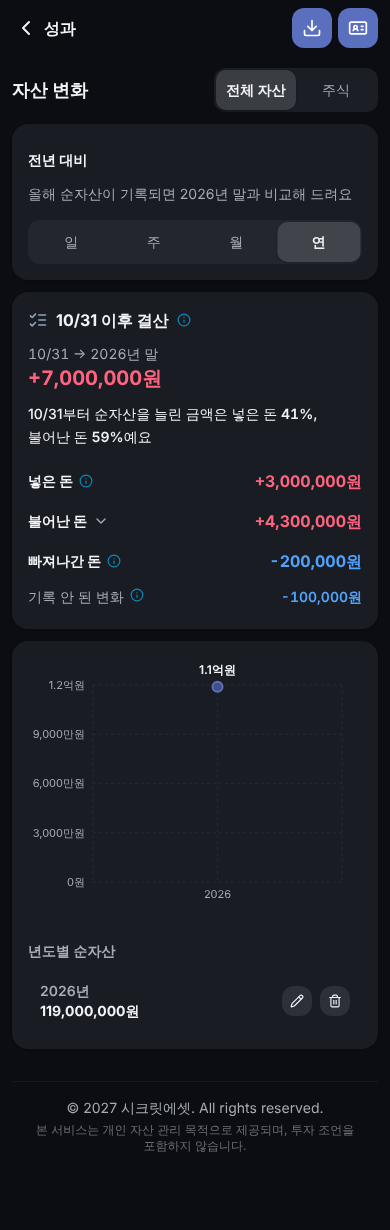 성과
자산 변화
전체 자산
주식
전년 대비
올해 순자산이 기록되면 2026년 말과 비교해 드려요
일
주
월
연
10/31 이후 결산
10/31 → 2026년 말
+7,000,000원
10/31부터 순자산을 늘린 금액은 넣은 돈 41%,
불어난 돈 59%예요
넣은 돈 +3,000,000원
불어난 돈 +4,300,000원
빠져나간 돈 -200,000원
기록 안 된 변화 -100,000원
1.1억원
1.2억원
9,000만원
6,000만원
3,000만원
0원
2026
년도별 순자산
2026년
119,000,000원
© 2027 시크릿에셋. All rights reserved.
본 서비스는 개인 자산 관리 목적으로 제공되며, 투자 조언을
포함하지 않습니다.